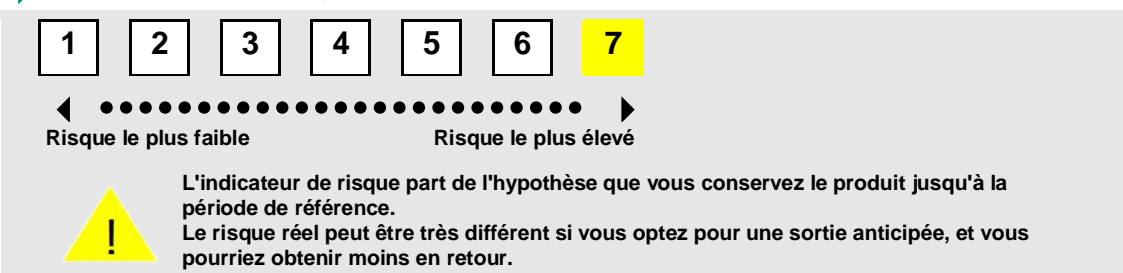 1 2 3 4 5 6 7
Risque le plus faible Risque le plus élevé
L'indicateur de risque part de l'hypothèse que vous conservez le produit jusqu'à la
période de référence.
Le risque réel peut être très différent si vous optez pour une sortie anticipée, et vous
pourriez obtenir moins en retour.
!